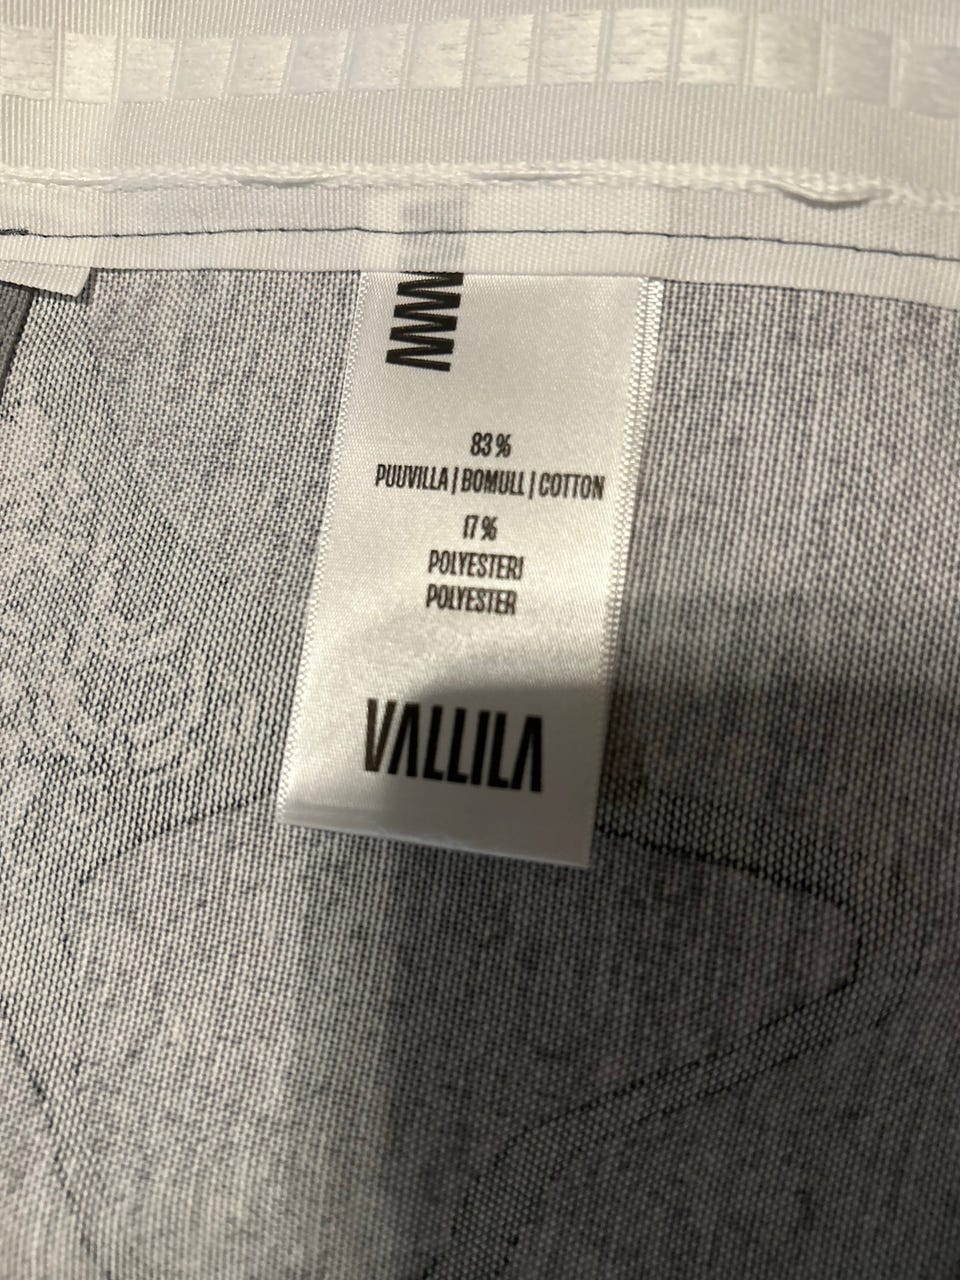 83 %
PUUVILLA | BOMULL | COTTON
17 %
POLYESTERI
POLYESTER
VALLILA